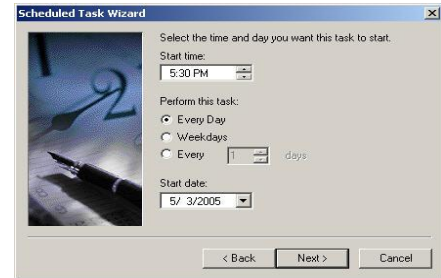 Scheduled Task Wizard
Select the time and day you want this task to start.
Start time:
5:30 PM
Perform this task:
Every Day
Weekdays
Every 1 days
Start date:
5/ 3/2005
< Back Next > Cancel